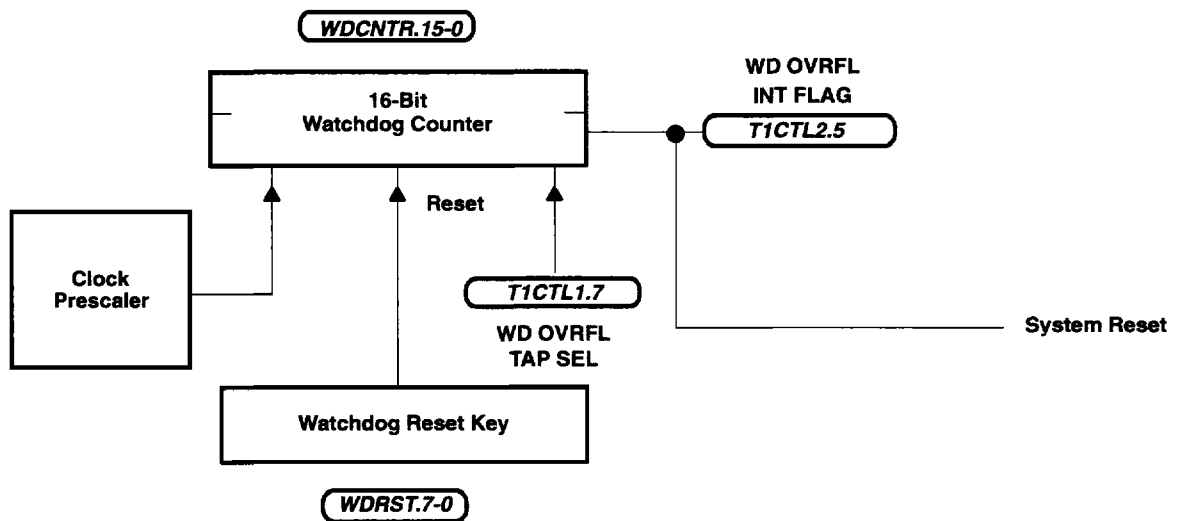 WDCNTR.15-0
16-Bit
Watchdog Counter
WD OVRFL
INT FLAG
T1CTL2.5
Reset
Clock
Prescaler
T1CTL1.7
WD OVRFL
TAP SEL
System Reset
Watchdog Reset Key
WDRST.7-0